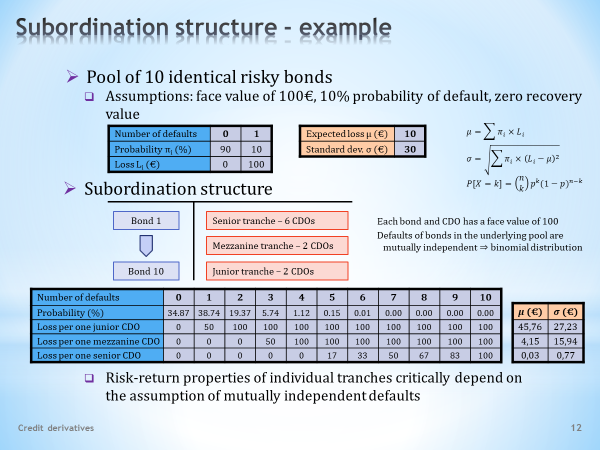 Subordination structure - example
Pool of 10 identical risky bonds
Assumptions: face value of 100€, 10% probability of default, zero recovery
value
Number of defaults 0 1
Probability πi (%) 90 10
Loss Li (€) 0 100
Expected loss μ (€) 10
Standard dev. σ (€) 30
μ = ∑ πi × Li
σ = √∑ πi × (Li − μ)²
P[X = k] = (n k) p^k (1 − p)^n−k
Subordination structure
Bond 1
Bond 10
Senior tranche – 6 CDOs
Mezzanine tranche – 2 CDOs
Junior tranche – 2 CDOs
Each bond and CDO has a face value of 100
Defaults of bonds in the underlying pool are
mutually independent ⇒ binomial distribution
Number of defaults 0 1 2 3 4 5 6 7 8 9 10
Probability (%) 34.87 38.74 19.37 5.74 1.12 0.15 0.01 0.00 0.00 0.00 0.00
Loss per one junior CDO 0 50 100 100 100 100 100 100 100 100 100
Loss per one mezzanine CDO 0 0 0 50 100 100 100 100 100 100 100
Loss per one senior CDO 0 0 0 0 0 17 33 50 67 83 100
μ (€) σ (€)
45,76 27,23
4,15 15,94
0,03 0,77
Risk-return properties of individual tranches critically depend on
the assumption of mutually independent defaults
Credit derivatives
12